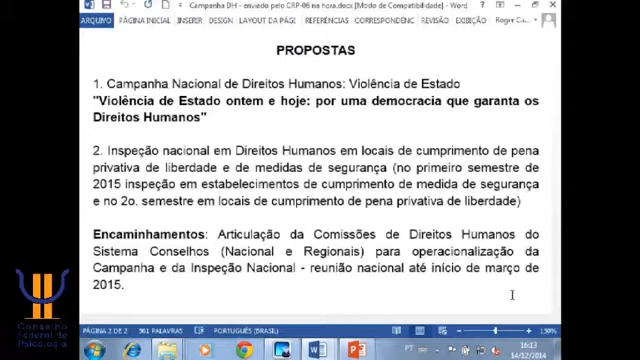 Campanha DH - enviado pelo CRP-06 na hora.docx [Modo de Compatibilidade] - Word
ARQUIVO PÁGINA INICIAL INSERIR DESIGN LAYOUT DA PÁGI REFERÊNCIAS CORRESPONDÊNC REVISÃO EXIBIÇÃO Roger Ca...
PROPOSTAS
1. Campanha Nacional de Direitos Humanos: Violência de Estado
"Violência de Estado ontem e hoje: por uma democracia que garanta os
Direitos Humanos"
2. Inspeção nacional em Direitos Humanos em locais de cumprimento de pena
privativa de liberdade e de medidas de segurança (no primeiro semestre de
2015 inspeção em estabelecimentos de cumprimento de medida de segurança
e no 2o. semestre em locais de cumprimento de pena privativa de liberdade)
Encaminhamentos: Articulação da Comissões de Direitos Humanos do
Sistema Conselhos (Nacional e Regionais) para operacionalização da
Campanha e da Inspeção Nacional - reunião nacional até início de março de
2015.
Conselho
Federal de
Psicologia
PÁGINA 2 DE 2 361 PALAVRAS PORTUGUÊS (BRASIL) 150%
PT 16:13
14/12/2014